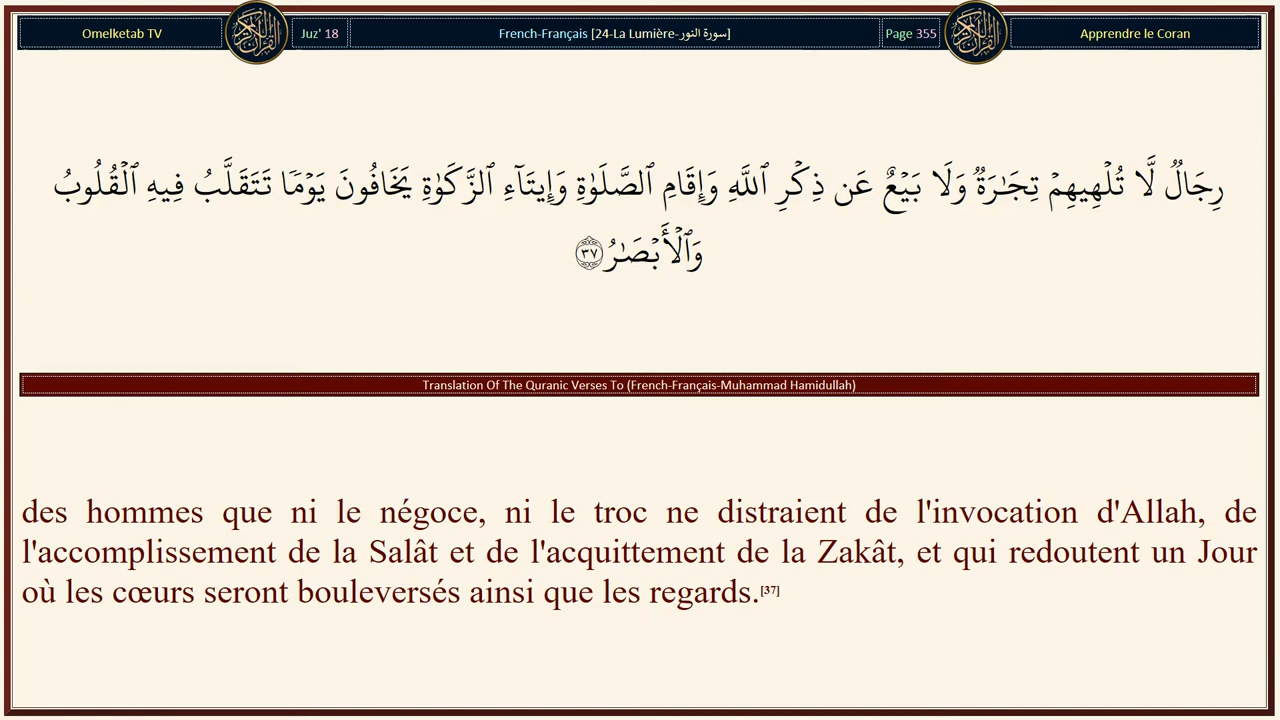 Omelketab TV
Juz' 18
French-Français [24-La Lumière-سورة النور]
Page 355
Apprendre le Coran
رِجَالٌ لَّا تُلْهِيهِمْ تِجَٰرَةٌ وَلَا بَيْعٌ عَن ذِكْرِ ٱللَّهِ وَإِقَامِ ٱلصَّلَوٰةِ وَإِيتَآءِ ٱلزَّكَوٰةِ يَخَافُونَ يَوْمًا تَتَقَلَّبُ فِيهِ ٱلْقُلُوبُ
وَٱلْأَبْصَٰرُ ٣٧
Translation Of The Quranic Verses To (French-Français-Muhammad Hamidullah)
des hommes que ni le négoce, ni le troc ne distraient de l'invocation d'Allah, de
l'accomplissement de la Salât et de l'acquittement de la Zakât, et qui redoutent un Jour
où les cœurs seront bouleversés ainsi que les regards.[37]